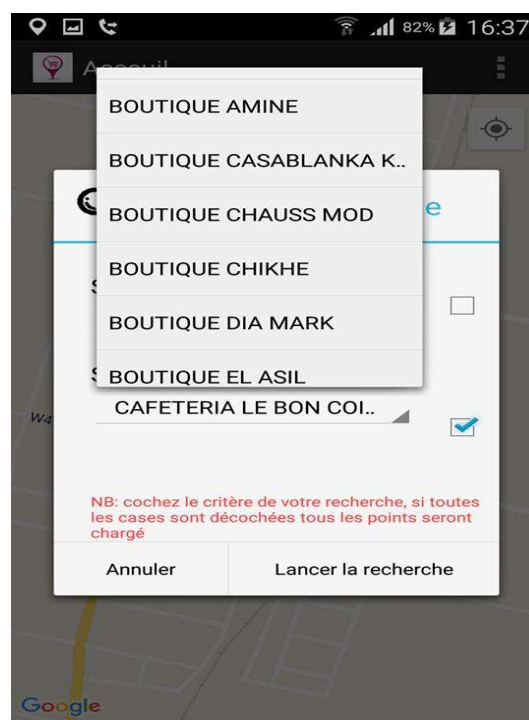 82% 16:37
Acceuil
BOUTIQUE AMINE
BOUTIQUE CASABLANKA K..
BOUTIQUE CHAUSS MOD
e
BOUTIQUE CHIKHE
S
BOUTIQUE DIA MARK
S
BOUTIQUE EL ASIL
CAFETERIA LE BON COI..
W4
NB: cochez le critère de votre recherche, si toutes
les cases sont décochées tous les points seront
chargé
Annuler Lancer la recherche
Google